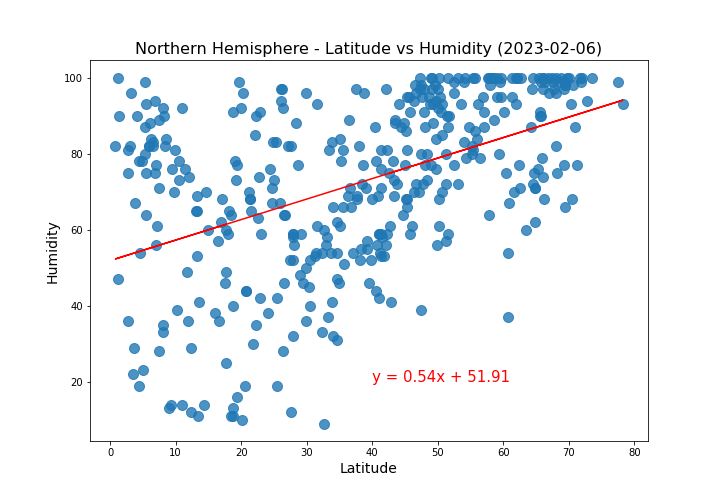 Northern Hemisphere - Latitude vs Humidity (2023-02-06)
100
80
60
40
20
Humidity
y = 0.54x + 51.91
0 10 20 30 40 50 60 70 80
Latitude